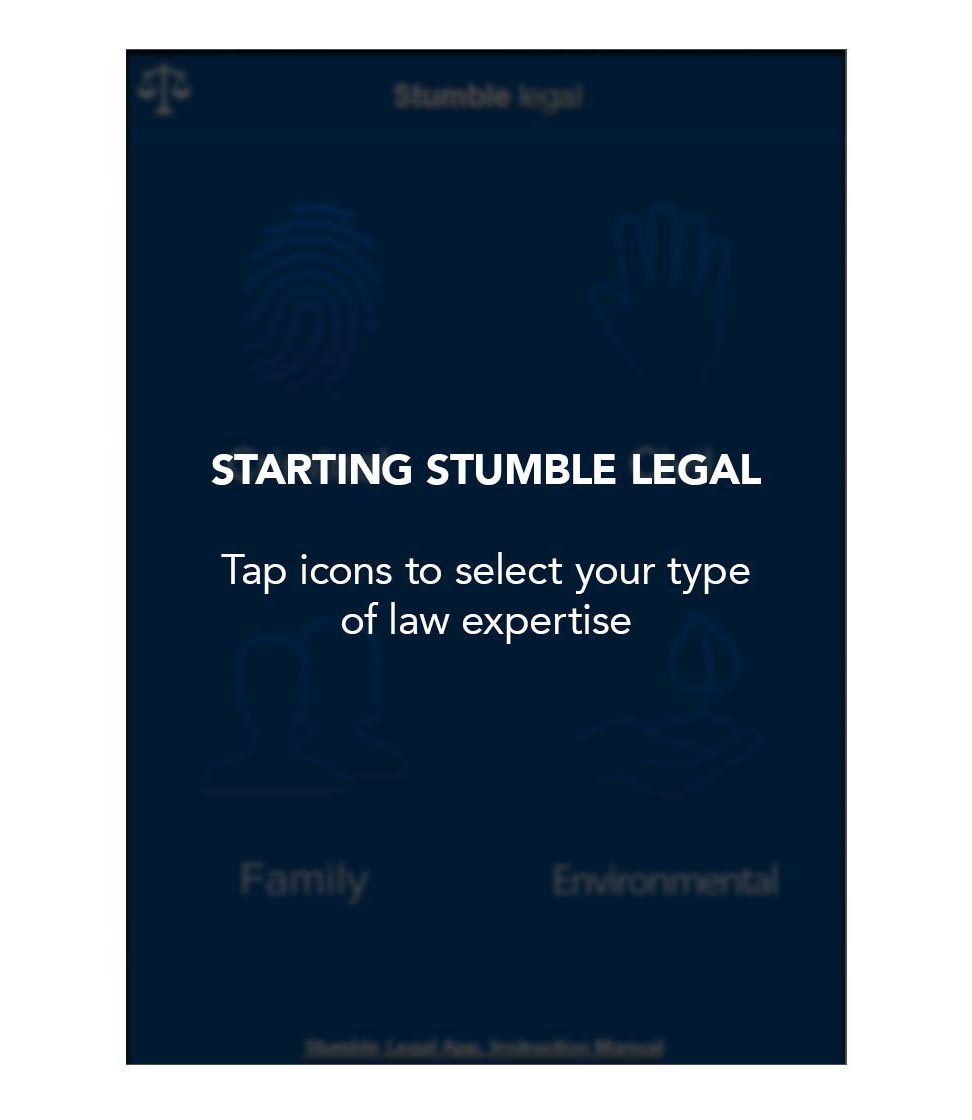 Stumble legal
STARTING STUMBLE LEGAL
Tap icons to select your type
of law expertise
Family
Environmental
Stumble Legal App, Instruction Manual